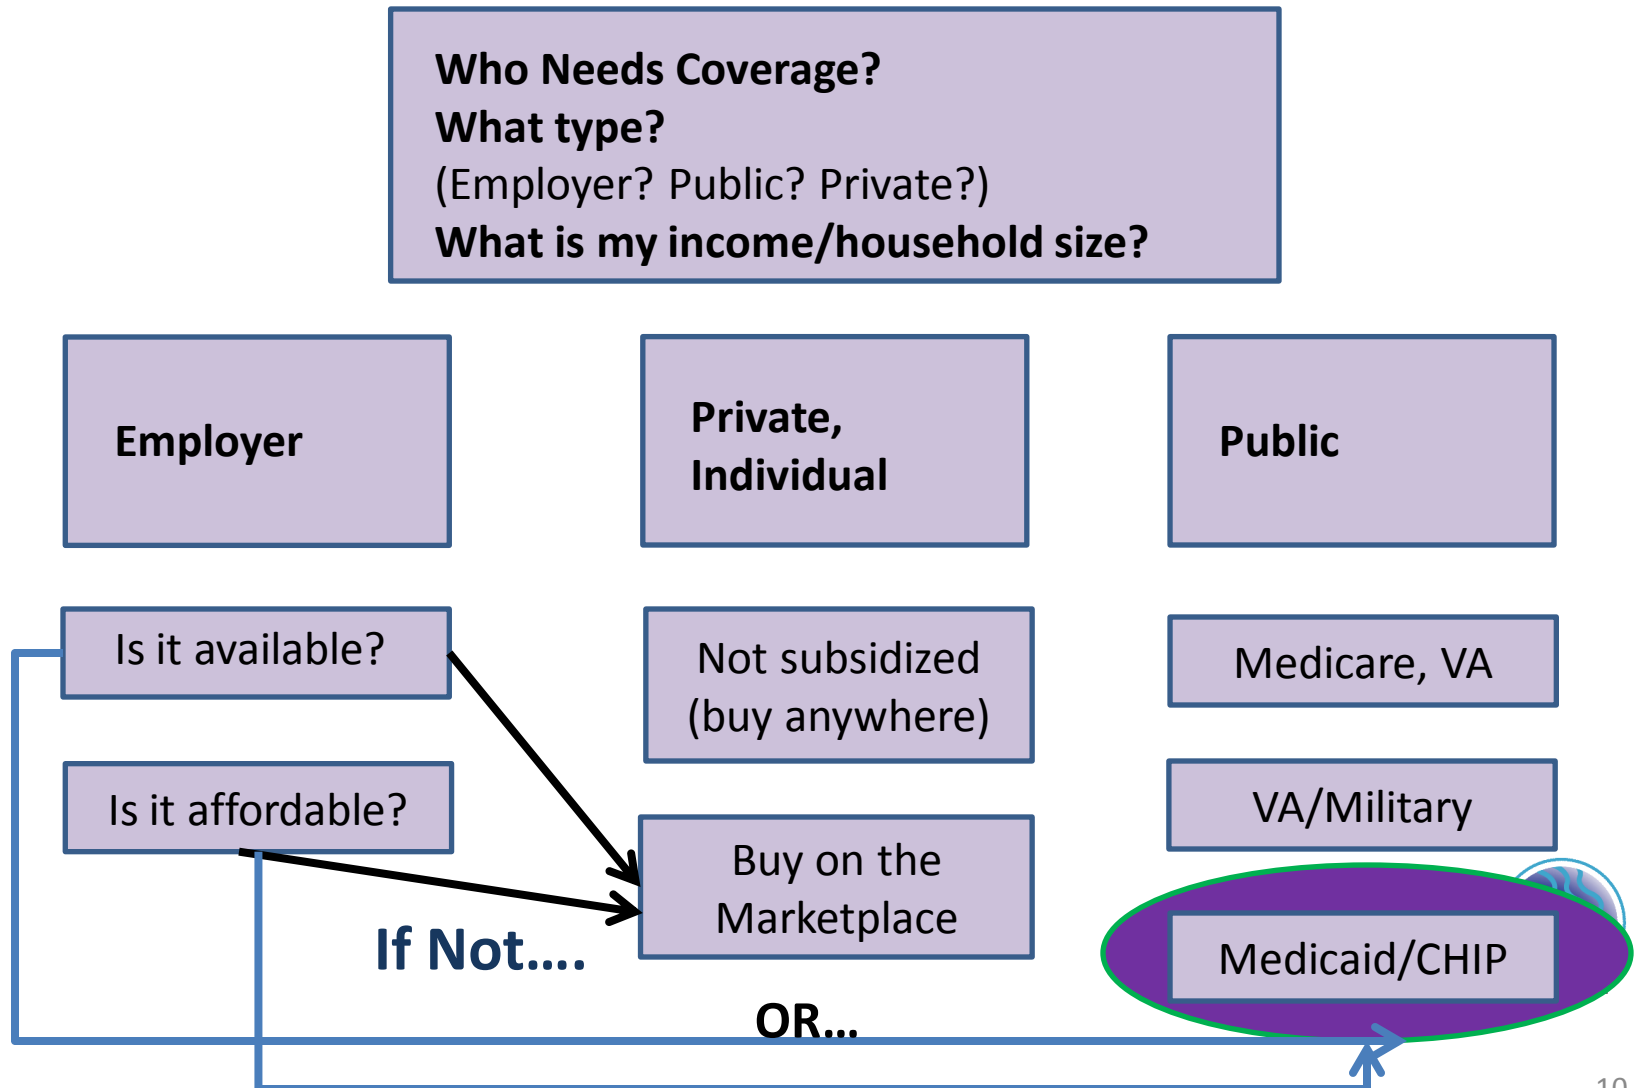 Who Needs Coverage?
What type?
(Employer? Public? Private?)
What is my income/household size?
Employer
Private,
Individual
Public
Is it available?
Is it affordable?
Not subsidized
(buy anywhere)
Buy on the
Marketplace
Medicare, VA
VA/Military
Medicaid/CHIP
If Not....
OR...
10